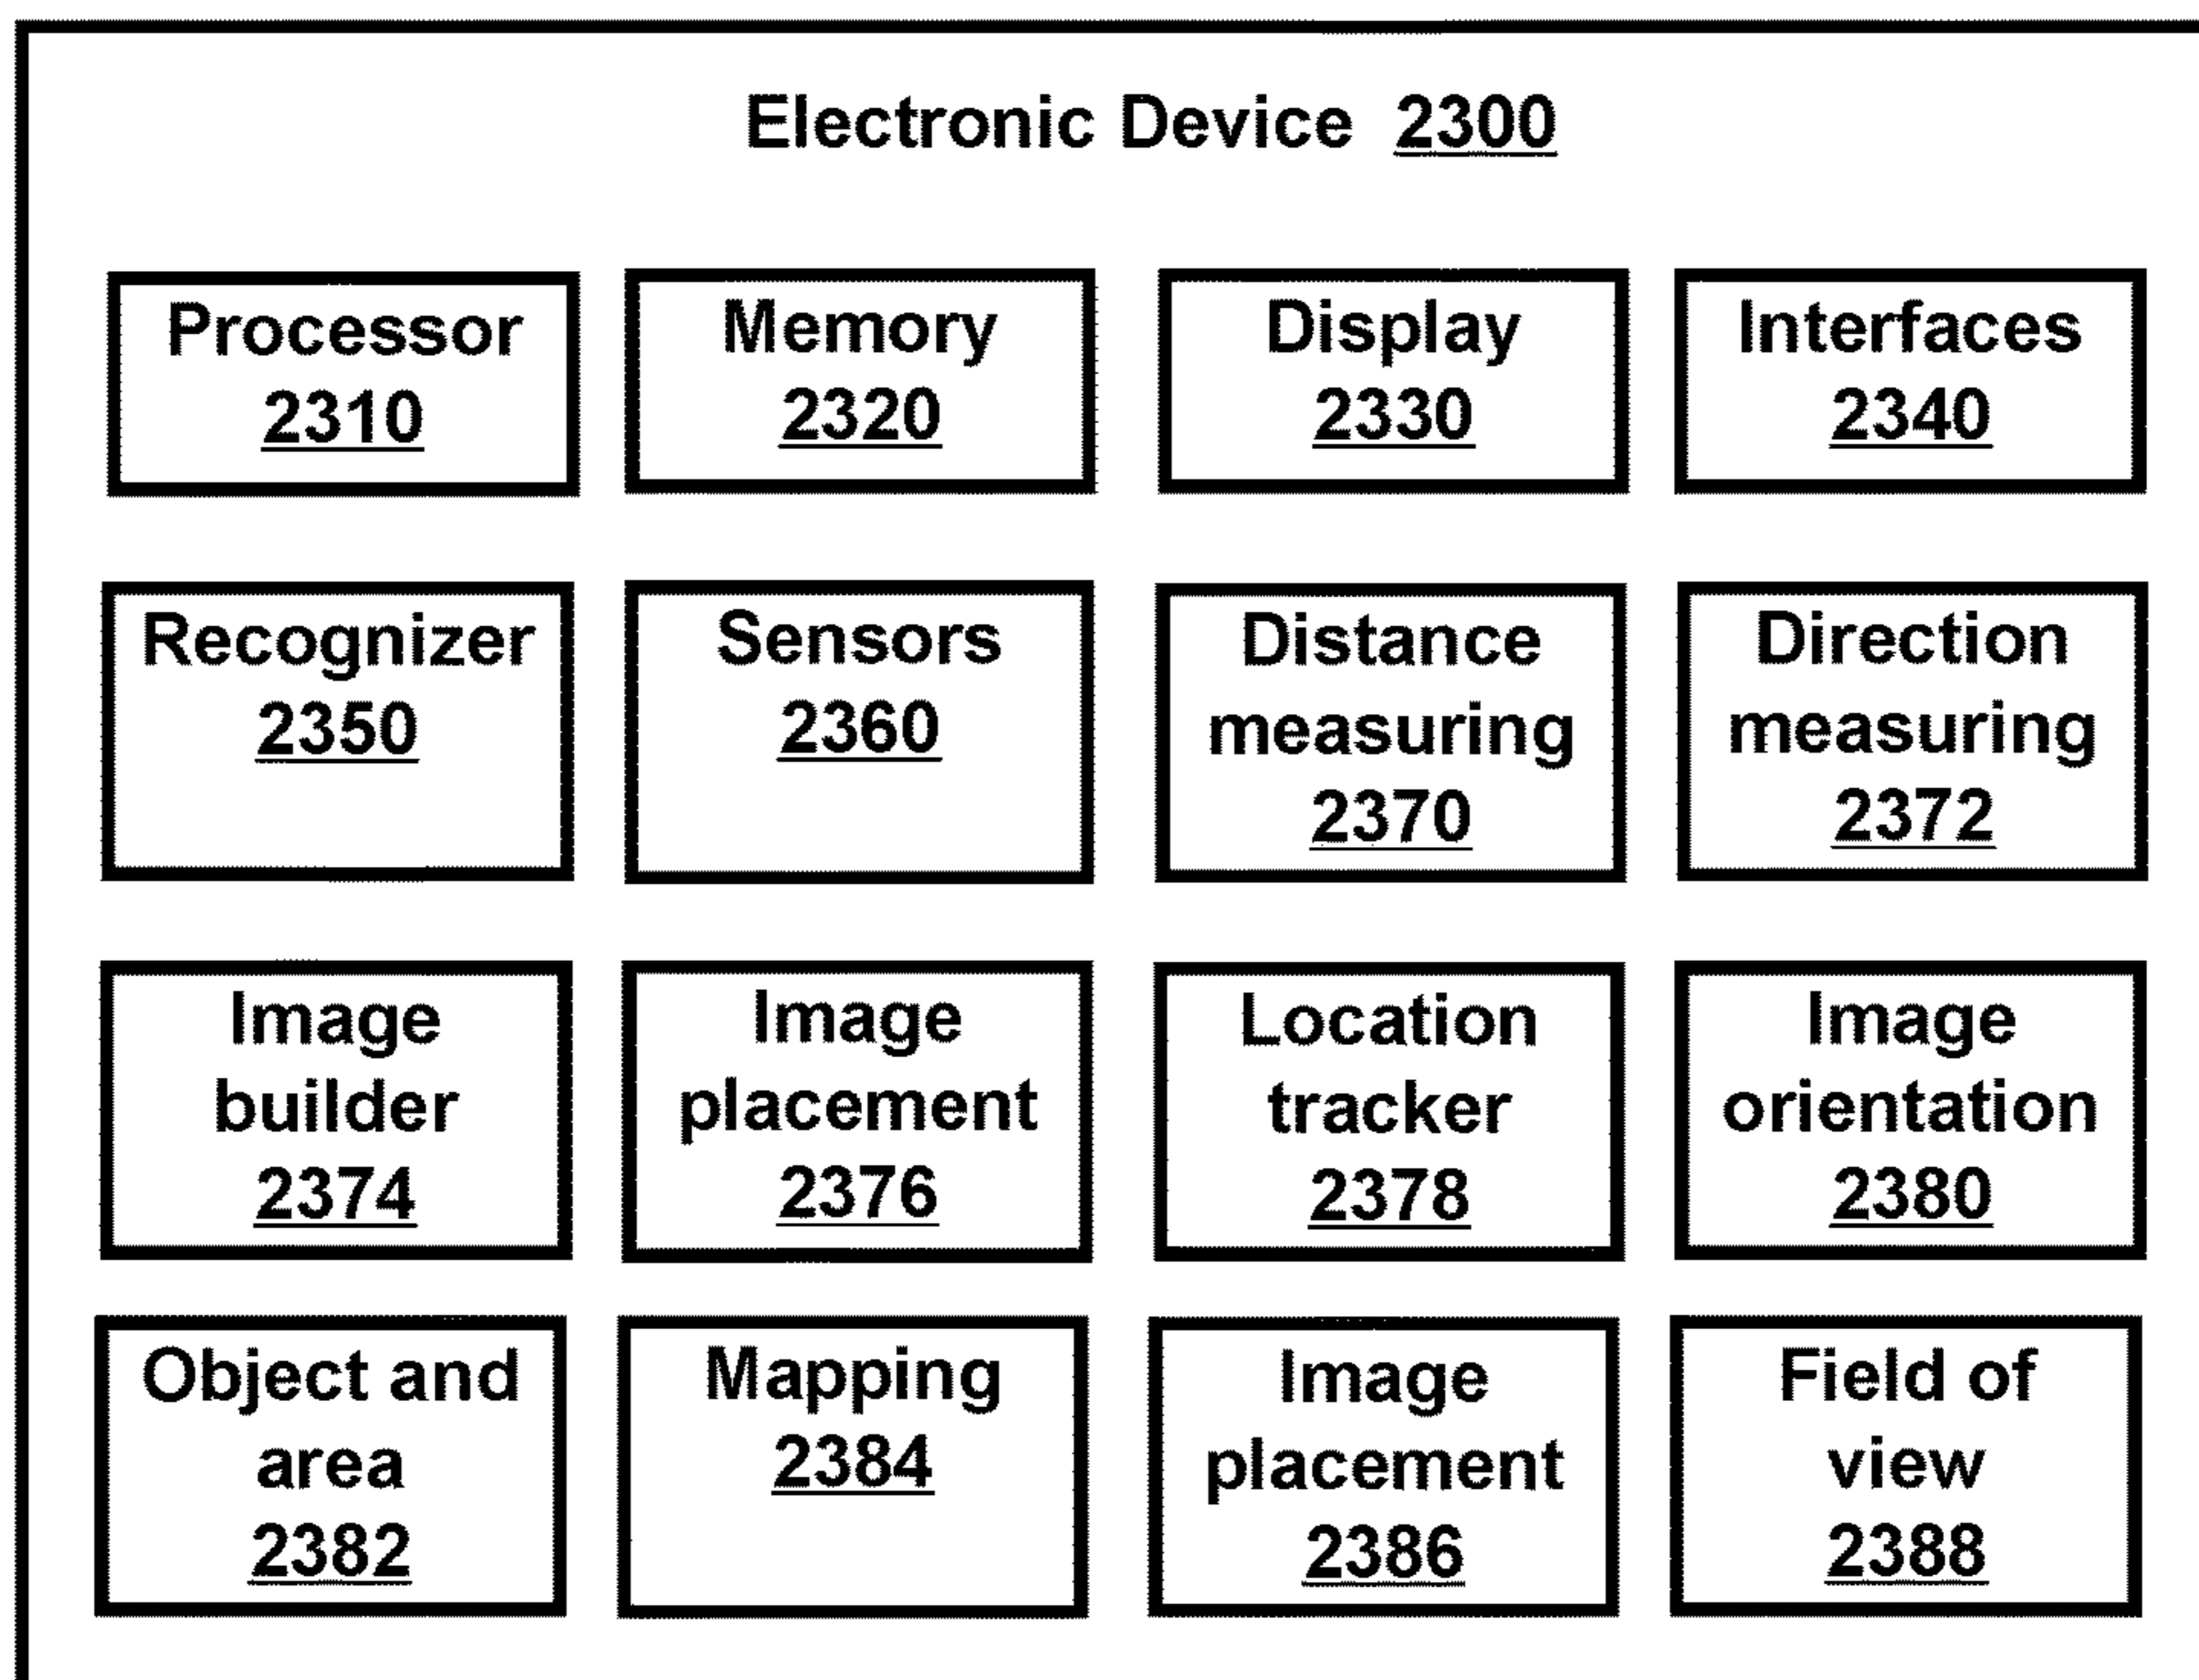 Electronic Device 2300
Processor
2310
Memory
2320
Display
2330
Interfaces
2340
Recognizer
2350
Sensors
2360
Distance
measuring
2370
Direction
measuring
2372
Image
builder
2374
Image
placement
2376
Location
tracker
2378
Image
orientation
2380
Object and
area
2382
Mapping
2384
Image
placement
2386
Field of
view
2388